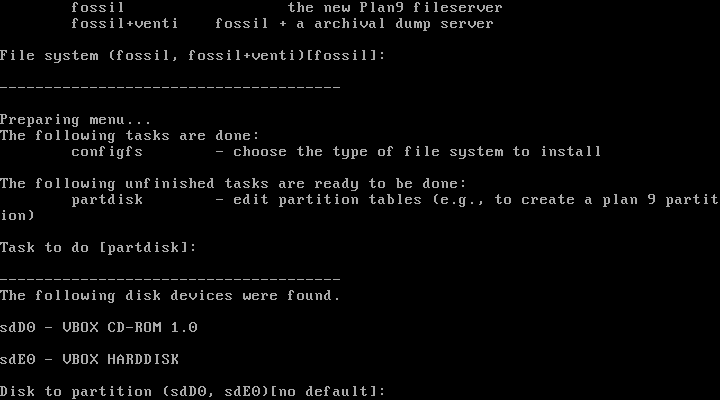 fossil the new Plan9 fileserver
fossil+venti fossil + a archival dump server
File system (fossil, fossil+venti)[fossil]:
--------------------------------------
Preparing menu...
The following tasks are done:
configfs - choose the type of file system to install
The following unfinished tasks are ready to be done:
partdisk - edit partition tables (e.g., to create a plan 9 partit
ion)
Task to do [partdisk]:
--------------------------------------
The following disk devices were found.
sdD0 - VBOX CD-ROM 1.0
sdE0 - VBOX HARDDISK
Disk to partition (sdD0, sdE0)[no default]: